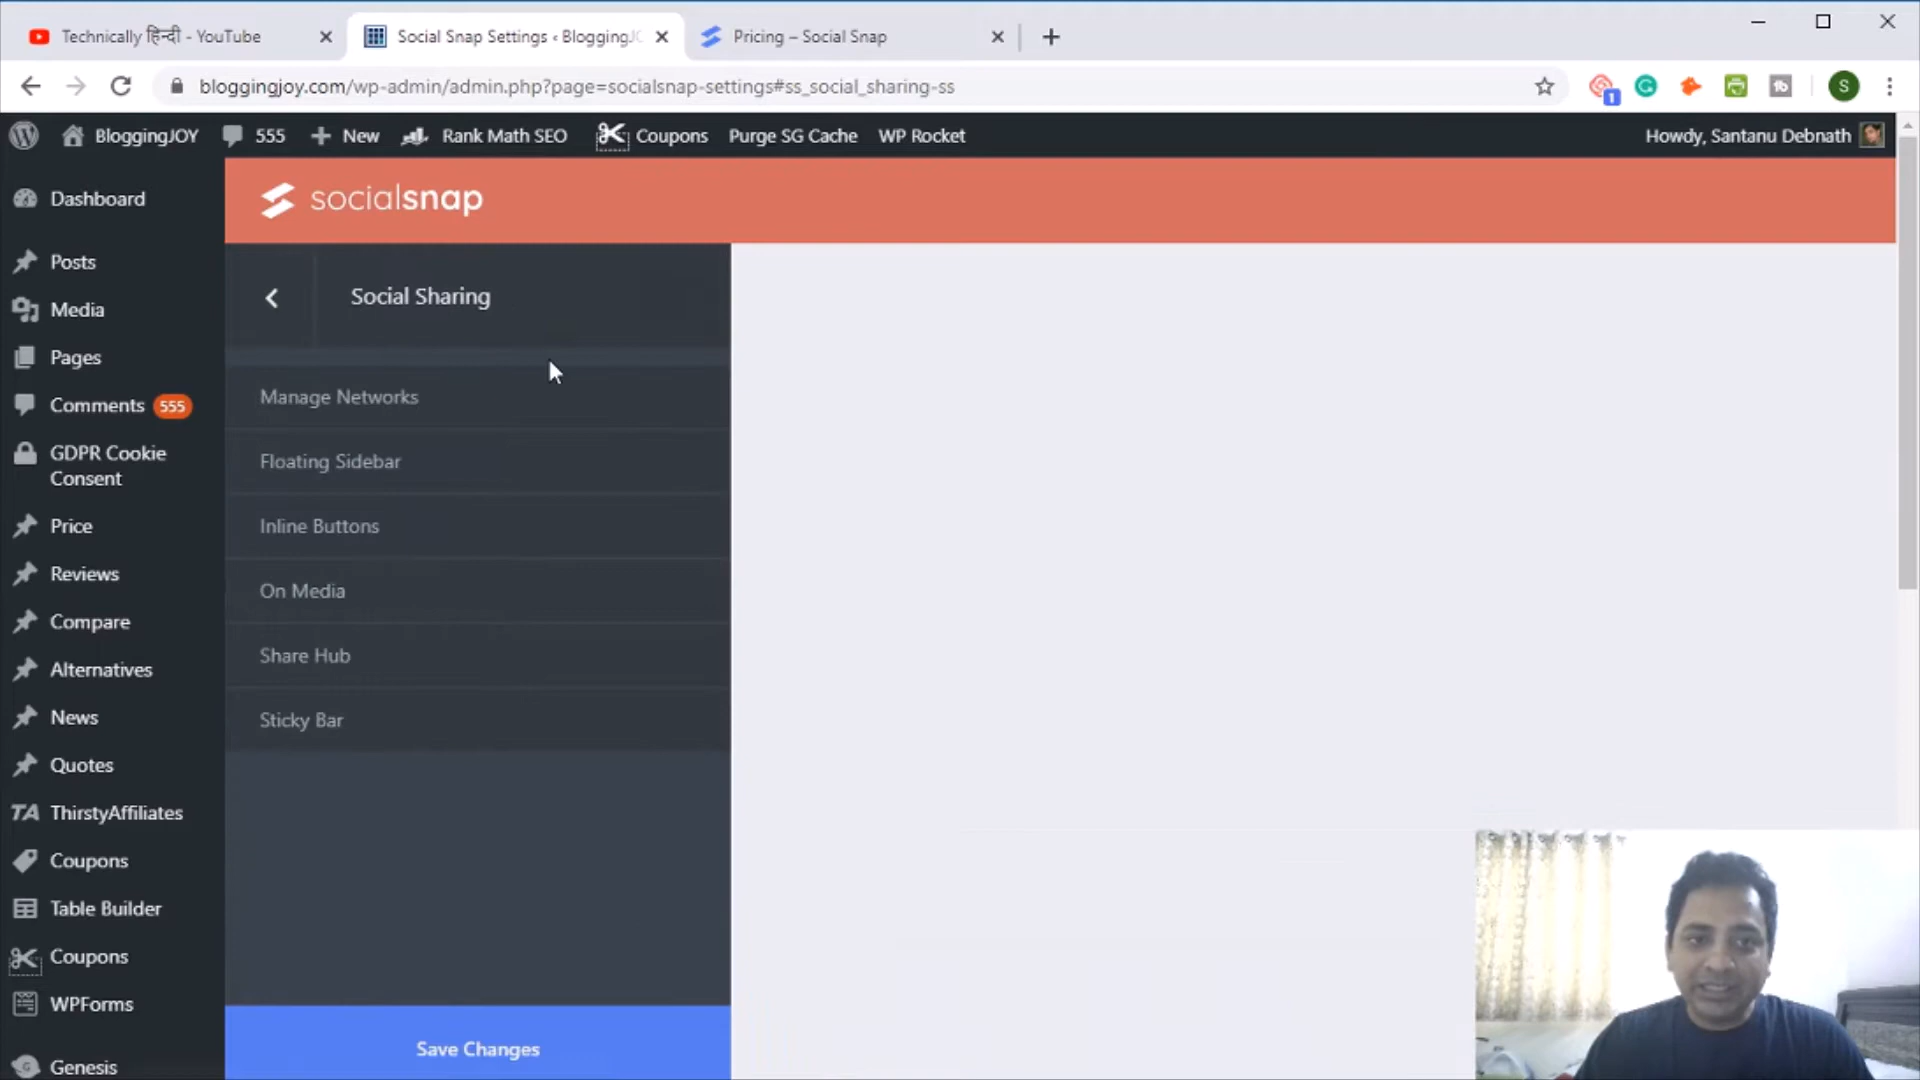 Technically हिन्दी - YouTube
Social Snap Settings ‹ BloggingJO
Pricing – Social Snap
bloggingjoy.com/wp-admin/admin.php?page=socialsnap-settings#ss_social_sharing-ss
1
S
BloggingJOY
555
New
Rank Math SEO
Coupons
Purge SG Cache
WP Rocket
Howdy, Santanu Debnath
socialsnap
Dashboard
Posts
Media
Pages
Comments 555
GDPR Cookie
Consent
Price
Reviews
Compare
Alternatives
News
Quotes
TA ThirstyAffiliates
Coupons
Table Builder
Coupons
WPForms
Genesis
Social Sharing
Manage Networks
Floating Sidebar
Inline Buttons
On Media
Share Hub
Sticky Bar
Save Changes